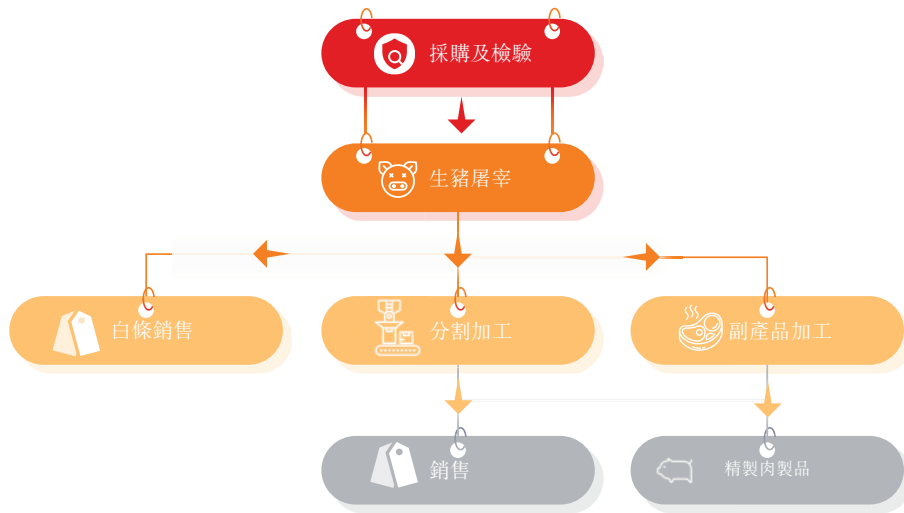 採購及檢驗
生豬屠宰
白條銷售
分割加工
副產品加工
銷售
精製肉製品